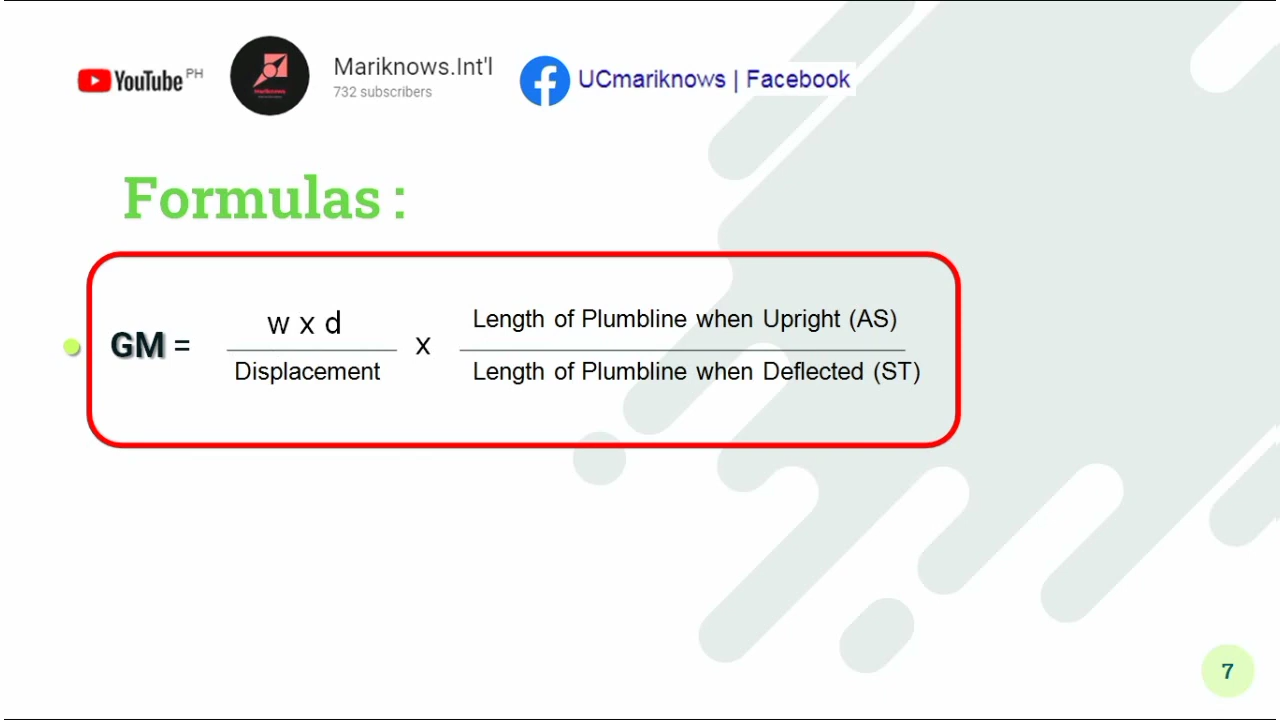 YouTube PH
Mariknows
Mariknows.Int'l
732 subscribers
UCmariknows | Facebook
Formulas :
GM = w x d / Displacement x Length of Plumbline when Upright (AS) / Length of Plumbline when Deflected (ST)
7